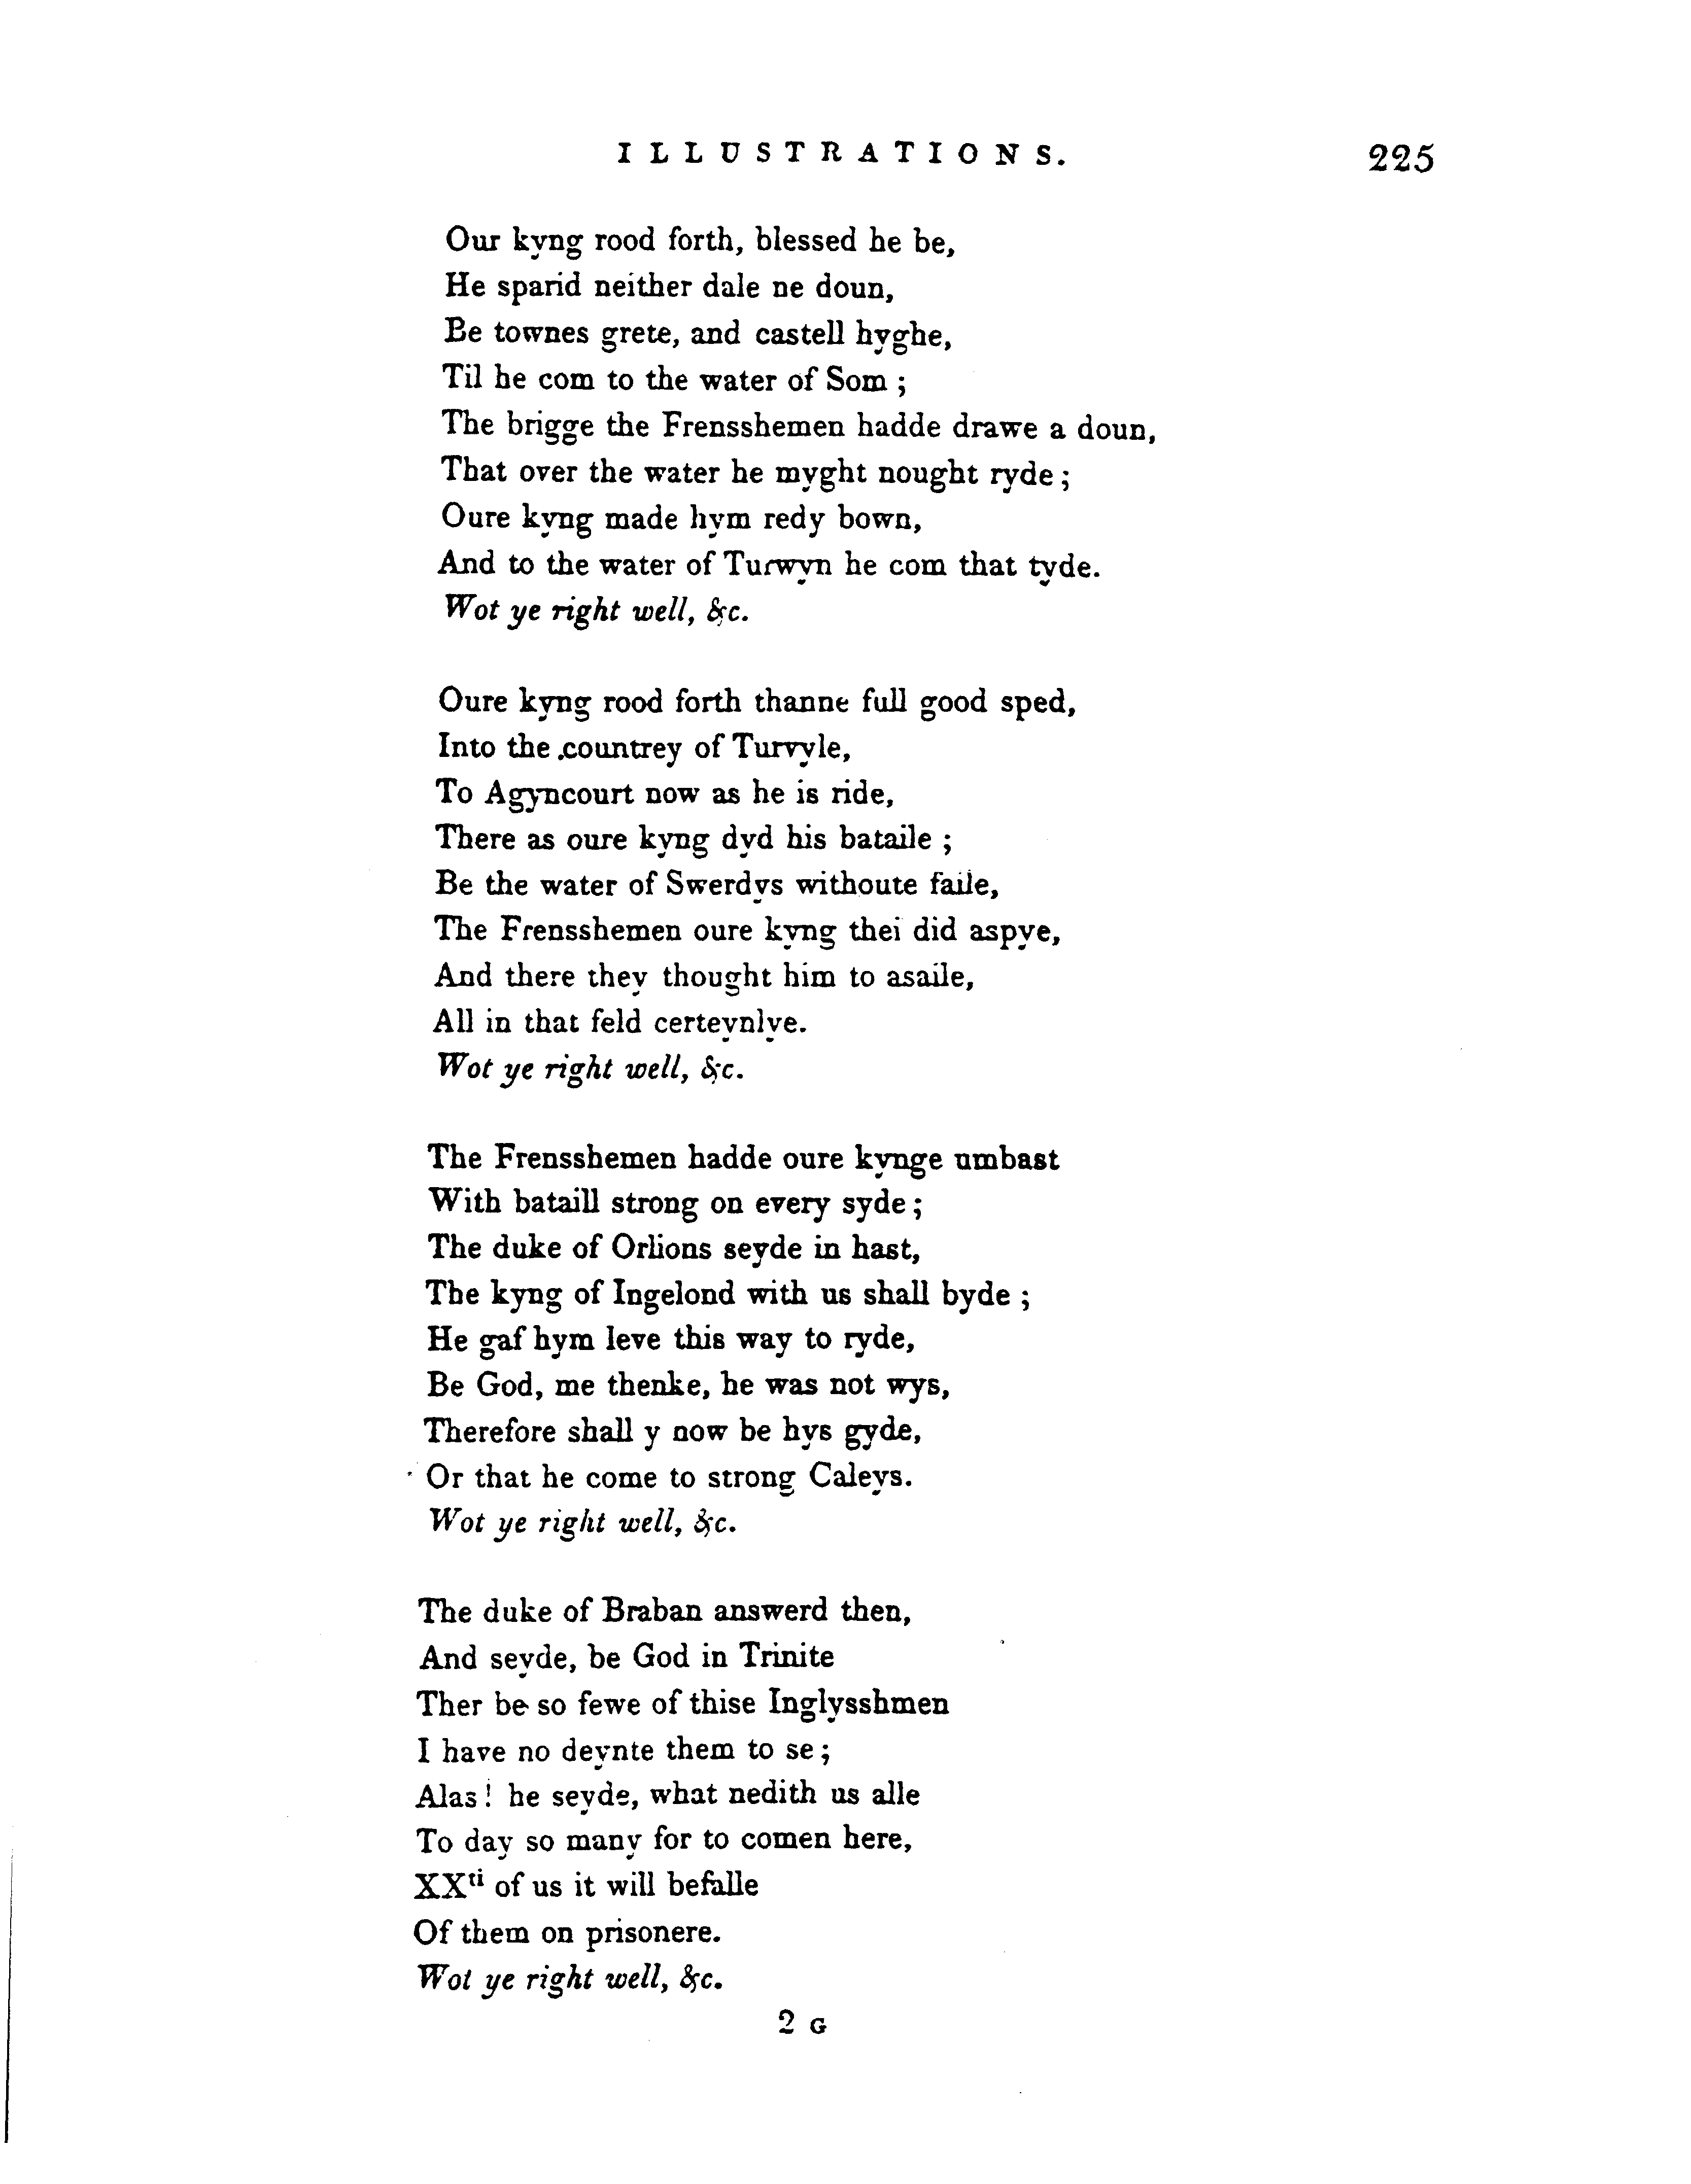 ILLUSTRATIONS. 225
Our kyng rood forth, blessed he be,
He sparid neither dale ne doun,
Be townes grete, and castell hyghe,
Til he com to the water of Som ;
The brigge the Frensshemen hadde drawe a doun,
That over the water he myght nought ryde ;
Oure kyng made hym redy bown,
And to the water of Turwyn he com that tyde.
Wot ye right well, &c.
Oure kyng rood forth thanne full good sped,
Into the countrey of Turvyle,
To Agyncourt now as he is ride,
There as oure kyng dyd his bataile ;
Be the water of Swerdys withoute faile,
The Frensshemen oure kyng thei did aspye,
And there they thought him to asaile,
All in that feld certeynlye.
Wot ye right well, &c.
The Frensshemen hadde oure kynge umbast
With bataill strong on every syde ;
The duke of Orlions seyde in hast,
The kyng of Ingelond with us shall byde ;
He gaf hym leve this way to ryde,
Be God, me thenke, he was not wys,
Therefore shall y now be hys gyde,
Or that he come to strong Caleys.
Wot ye right well, &c.
The duke of Braban answerd then,
And seyde, be God in Trinite
Ther be so fewe of thise Inglysshmen
I have no deynte them to se ;
Alas ! he seyde, what nedith us alle
To day so many for to comen here,
XXti of us it will befalle
Of them on prisonere.
Wot ye right well, &c.
2 G